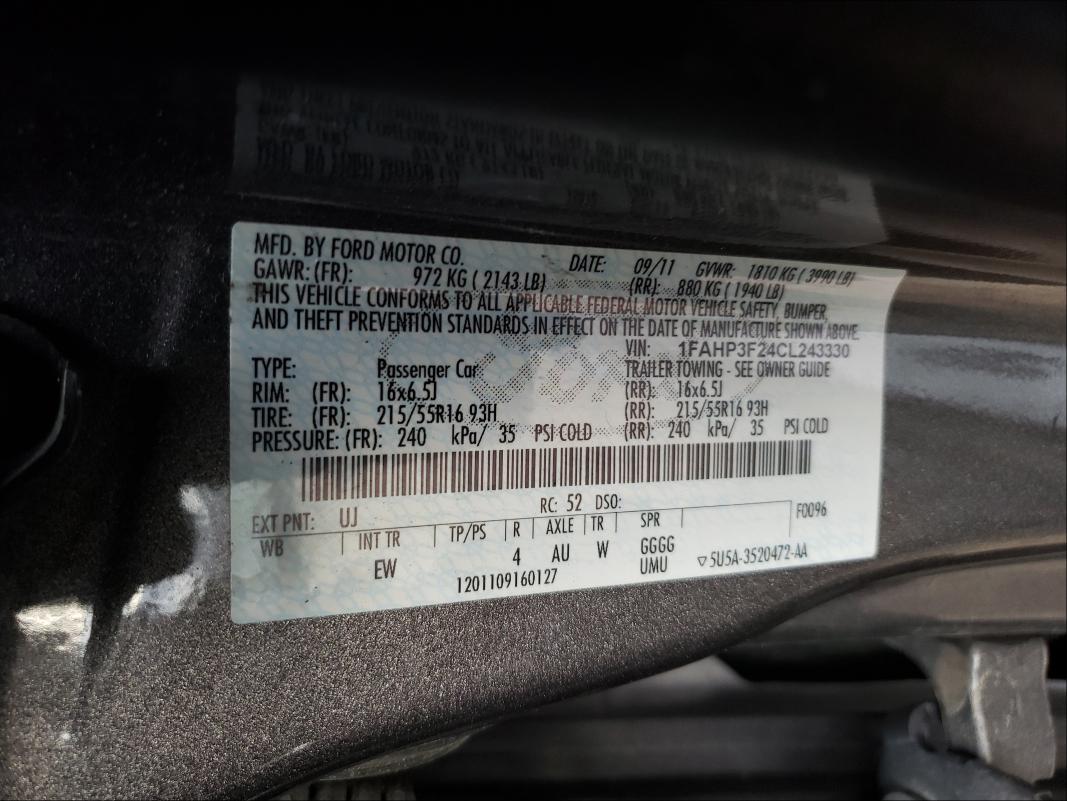 MFD. BY FORD MOTOR CO.
DATE: 09/11 GVWR: 1810 KG ( 3990 LB)
GAWR: (FR): 972 KG ( 2143 LB) (RR): 880 KG ( 1940 LB)
THIS VEHICLE CONFORMS TO ALL APPLICABLE FEDERAL MOTOR VEHICLE SAFETY, BUMPER,
AND THEFT PREVENTION STANDARDS IN EFFECT ON THE DATE OF MANUFACTURE SHOWN ABOVE.
VIN: 1FAHP3F24CL243330
TYPE: Passenger Car TRAILER TOWING - SEE OWNER GUIDE
RIM: (FR): 16x6.5J (RR): 16x6.5J
TIRE: (FR): 215/55R16 93H (RR): 215/55R16 93H
PRESSURE: (FR): 240 kPa/ 35 PSI COLD (RR): 240 kPa/ 35 PSI COLD
EXT PNT: UJ RC: 52 DSO: F0096
WB INT TR TP/PS R AXLE TR SPR
EW 4 AU W GGGG
UMU
1201109160127
▽5U5A-3520472-AA